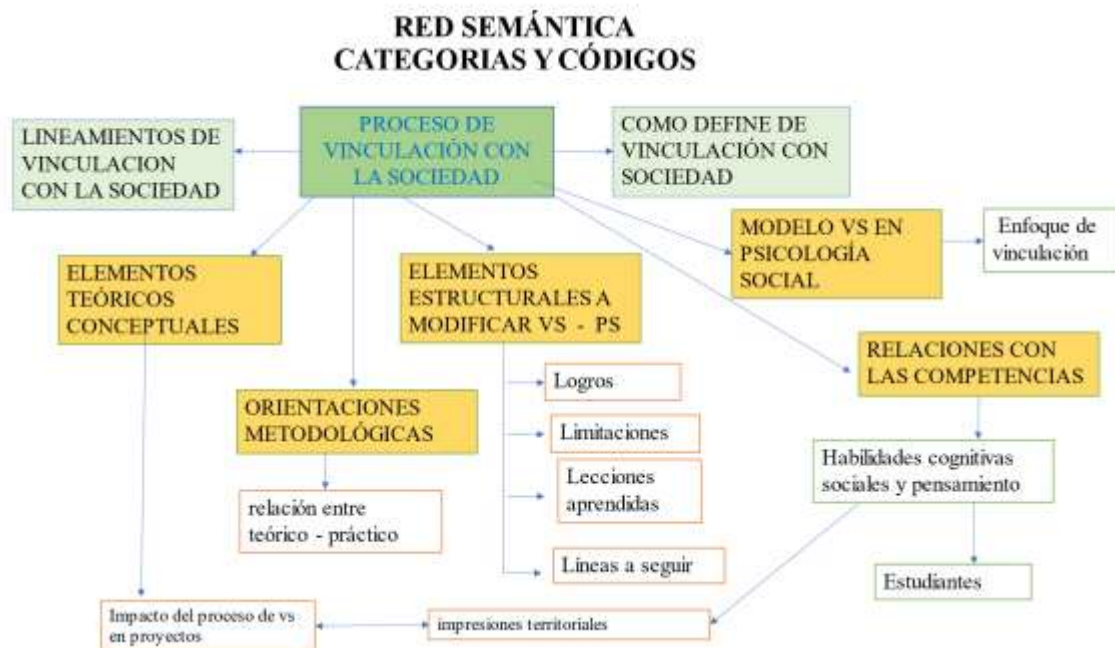 RED SEMÁNTICA
CATEGORIAS Y CÓDIGOS
LINEAMIENTOS DE
VINCULACION
CON LA SOCIEDAD
PROCESO DE
VINCULACIÓN CON
LA SOCIEDAD
COMO DEFINE DE
VINCULACIÓN CON
SOCIEDAD
MODELO VS EN
PSICOLOGÍA
SOCIAL
Enfoque de
vinculación
ELEMENTOS
TEÓRICOS
CONCEPTUALES
ELEMENTOS
ESTRUCTURALES A
MODIFICAR VS - PS
RELACIONES CON
LAS COMPETENCIAS
Logros
ORIENTACIONES
METODOLÓGICAS
Limitaciones
Habilidades cognitivas
sociales y pensamiento
Lecciones
aprendidas
relación entre
teórico - práctico
Líneas a seguir
Estudiantes
Impacto del proceso de vs
en proyectos
impresiones territoriales